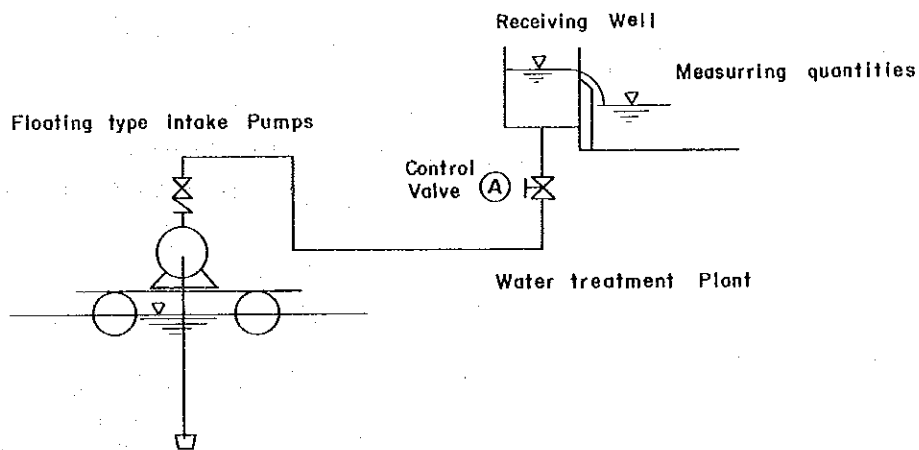 Receiving Well
Measurring quantities
Floating type intake Pumps
Control
Valve A
Water treatment Plant